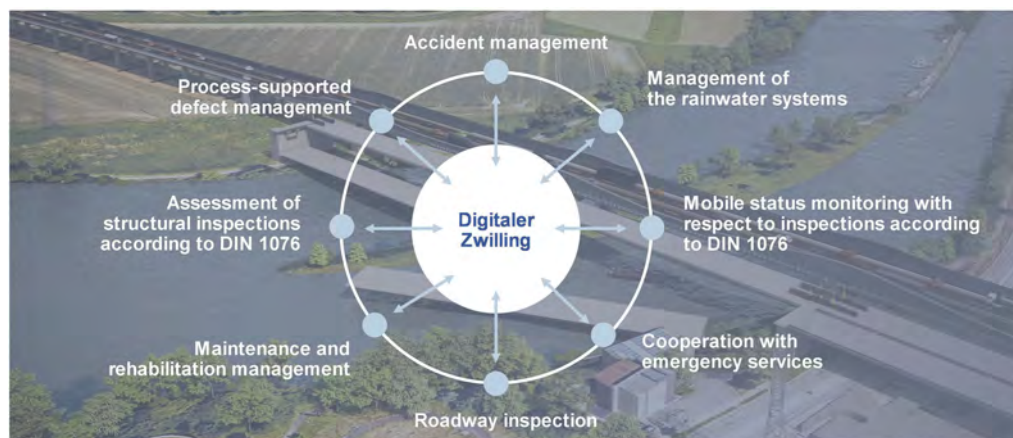 Accident management
Management of
the rainwater systems
Mobile status monitoring with
respect to inspections according
to DIN 1076
Cooperation with
emergency services
Roadway inspection
Maintenance and
rehabilitation management
Assessment of
structural inspections
according to DIN 1076
Process-supported
defect management
Digitaler
Zwilling